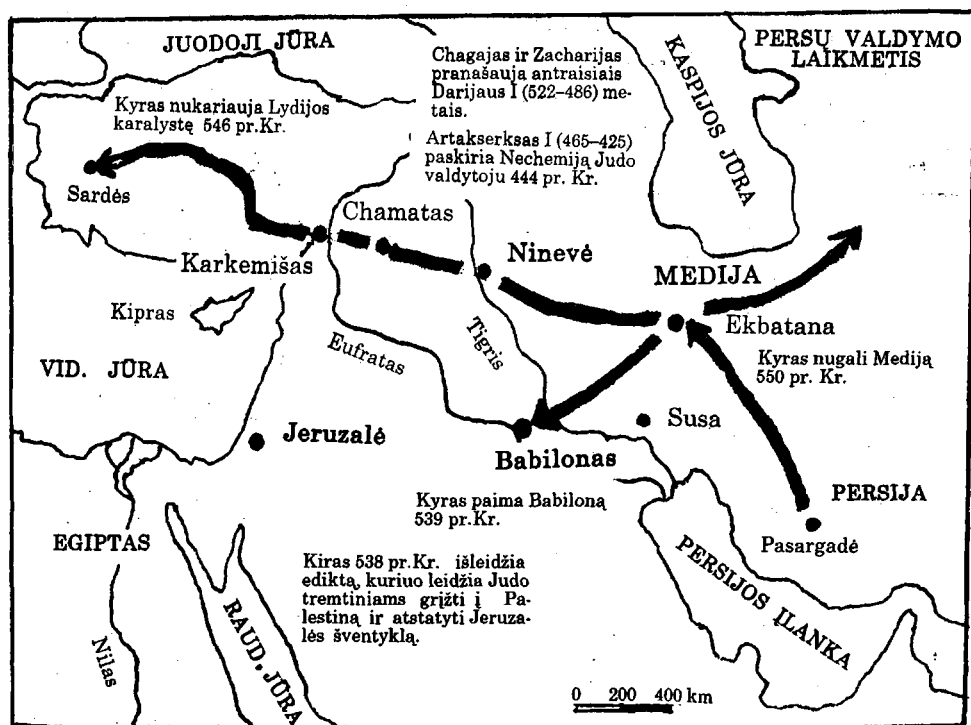 JUODOJI JŪRA
PERSŲ VALDYMO
LAIKMETIS
Chagajas ir Zacharijas
pranašauja antraisiais
Darijaus I (522–486) me-
tais.
Artakserksas I (465–425)
paskiria Nechemiją Judo
valdytoju 444 pr. Kr.
KASPIJOS JŪRA
Kyras nukariauja Lydijos
karalystę 546 pr.Kr.
Sardės
Chamatas
Karkemišas
Ninevė
MEDIJA
Ekbatana
Kipras
Eufratas
Tigris
Kyras nugali Mediją
550 pr. Kr.
VID. JŪRA
Jeruzalė
Susa
Babilonas
Kyras paima Babiloną
539 pr.Kr.
PERSIJA
Pasargadė
EGIPTAS
Kiras 538 pr.Kr. išleidžia
ediktą, kuriuo leidžia Judo
tremtiniams grįžti į Pa-
lestiną ir atstatyti Jeruza-
lės šventyklą.
PERSIJOS ĮLANKA
Nilas
RAUD. JŪRA
0 200 400 km